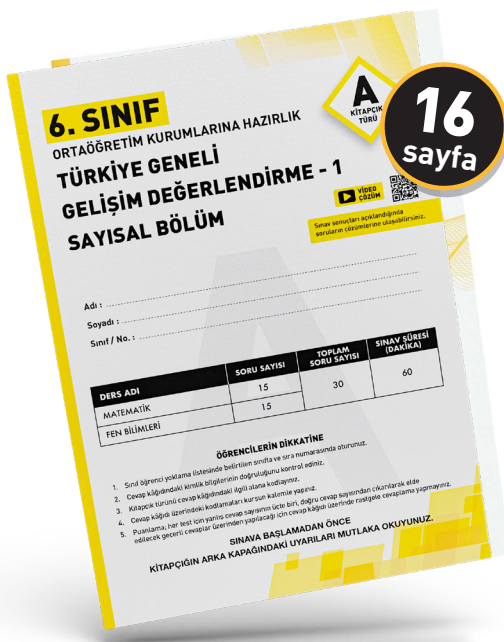 6. SINIF
ORTAÖĞRETİM KURUMLARINA HAZIRLIK
TÜRKİYE GENELİ
GELİŞİM DEĞERLENDİRME - 1
SAYISAL BÖLÜM
A
KİTAPÇIK
TÜRÜ
16
sayfa
VİDEO
ÇÖZÜM
Sınav sonuçları açıklandığında
soruların çözümlerine ulaşabilirsiniz.
Adı :
Soyadı :
Sınıf / No. :
DERS ADI SORU SAYISI TOPLAM SORU SAYISI SINAV SÜRESİ (DAKİKA)
MATEMATİK 15 30 60
FEN BİLİMLERİ 15
ÖĞRENCİLERİN DİKKATİNE
1. Sınıf öğrenci yoklama listesinde belirtilen sınıfta ve sıra numarasında oturunuz.
2. Cevap kâğıdındaki kimlik bilgilerinin doğruluğunu kontrol ediniz.
3. Kitapçık türünü cevap kâğıdındaki ilgili alana kodlayınız.
4. Cevap kâğıdı üzerindeki kodlamaları kurşun kalemle yapınız.
5. Puanlama; her test için yanlış cevap sayısının üçte biri, doğru cevap sayısından çıkarılarak elde
edilecek geçerli cevaplar üzerinden yapılacağı için cevap kâğıdı üzerinde rastgele cevaplama yapmayınız.
SINAVA BAŞLAMADAN ÖNCE
KİTAPÇIĞIN ARKA KAPAĞINDAKİ UYARILARI MUTLAKA OKUYUNUZ.